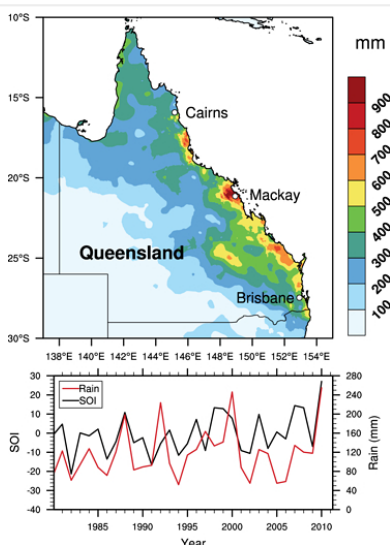 10°S
mm
15°S
20°S
25°S
30°S
Cairns
Mackay
Queensland
Brisbane
900
800
700
600
500
400
300
200
100
138°E 140°E 142°E 144°E 146°E 148°E 150°E 152°E 154°E
30
20
10
0
-10
-20
-30
-40
SOI
Rain
SOI
280
240
200
160
120
80
40
0
Rain (mm)
1985 1990 1995 2000 2005 2010
Year